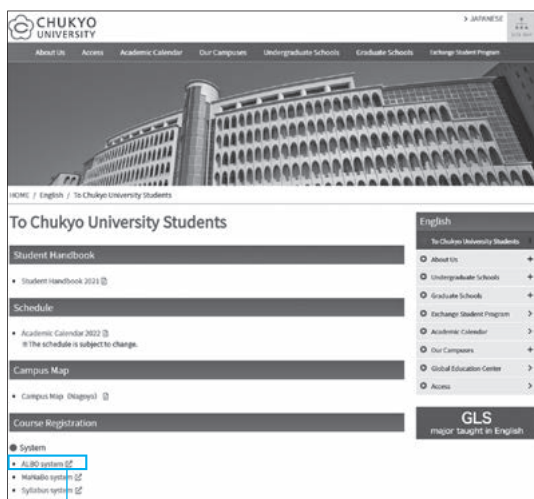 CHUKYO
UNIVERSITY
> JAPANESE
About Us Access Academic Calendar Our Campuses Undergraduate Schools Graduate Schools Exchange Student Program
HOME / English / To Chukyo University Students
To Chukyo University Students
Student Handbook
Student Handbook 2021
Schedule
Academic Calendar 2022
※The schedule is subject to change.
Campus Map
Campus Map (Nagoya)
Course Registration
System
ALBO system
MaNaBo system
Syllabus system
English
To Chukyo University Students
About Us +
Undergraduate Schools +
Graduate Schools +
Exchange Student Program >
Academic Calendar >
Our Campuses +
Global Education Center >
Access >
GLS
major taught in English